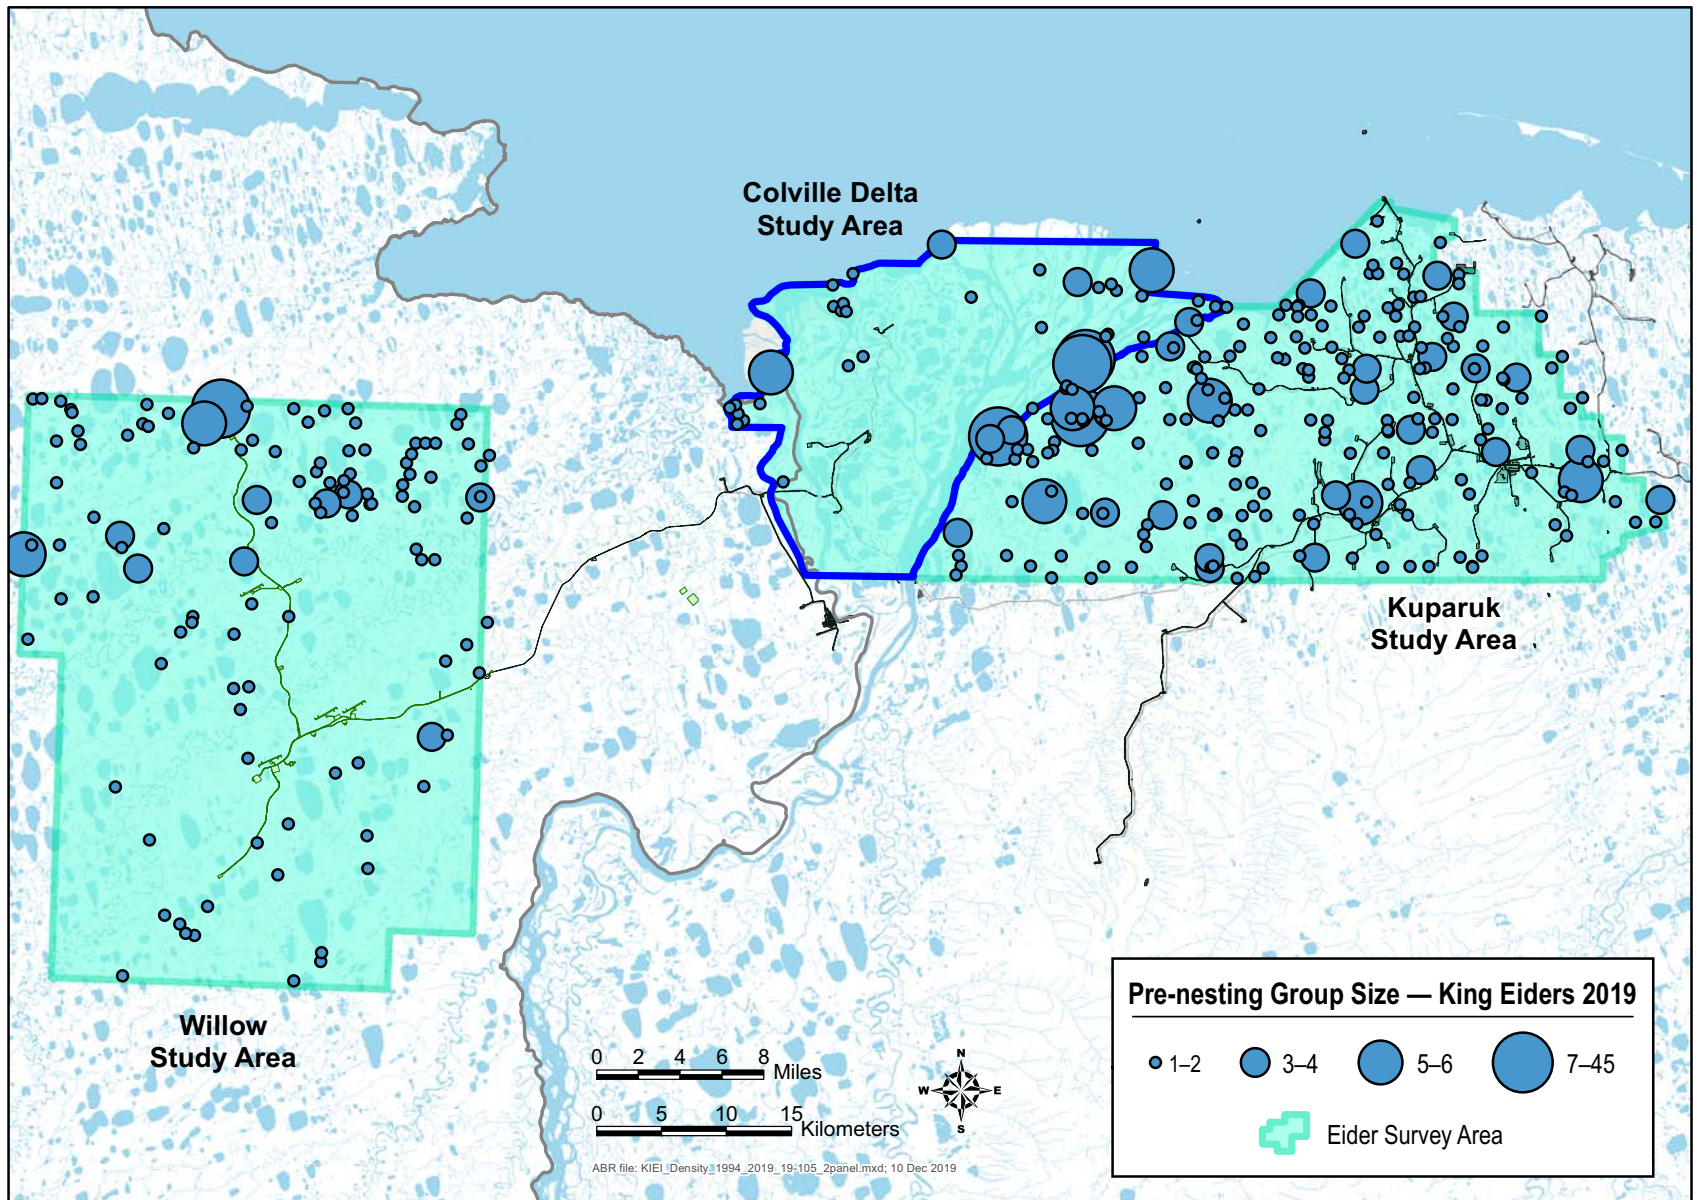 Colville Delta
Study Area
Kuparuk
Study Area
Willow
Study Area
Pre-nesting Group Size — King Eiders 2019
1–2 3–4 5–6 7–45
Eider Survey Area
0 2 4 6 8
Miles
0 5 10 15
Kilometers
N
W E
S
ABR file: KIEI_Density_1994_2019_19-105_2panel.mxd; 10 Dec 2019